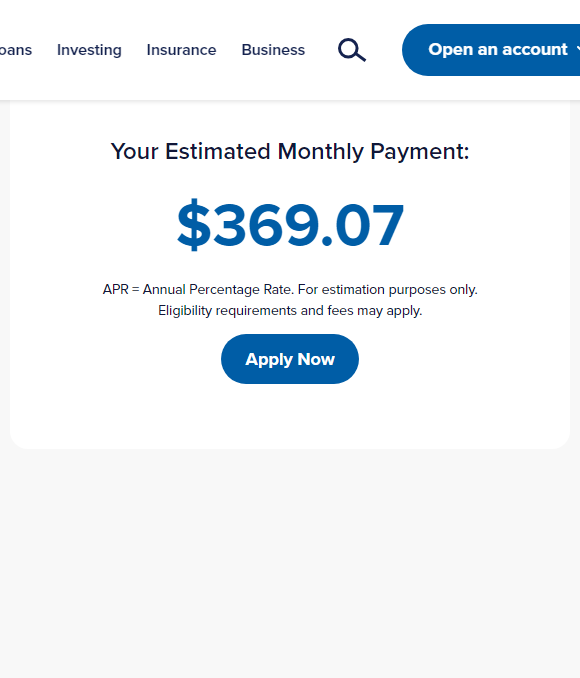 oans Investing Insurance Business Open an account
Your Estimated Monthly Payment:
$369.07
APR = Annual Percentage Rate. For estimation purposes only.
Eligibility requirements and fees may apply.
Apply Now